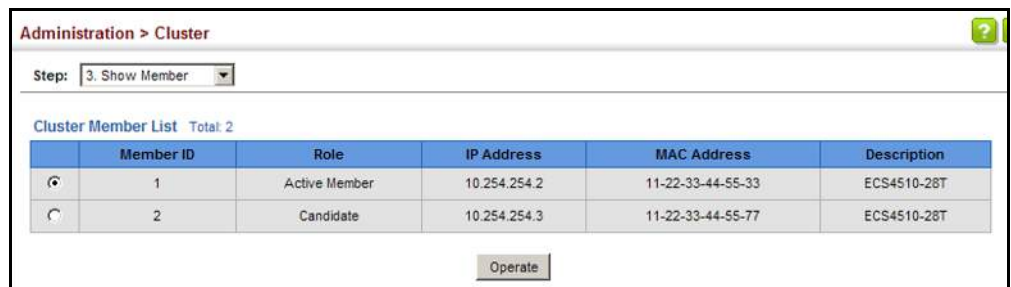 Administration > Cluster
?
Step: 3. Show Member
Cluster Member List Total: 2
Member ID Role IP Address MAC Address Description
1 Active Member 10.254.254.2 11-22-33-44-55-33 ECS4510-28T
2 Candidate 10.254.254.3 11-22-33-44-55-77 ECS4510-28T
Operate